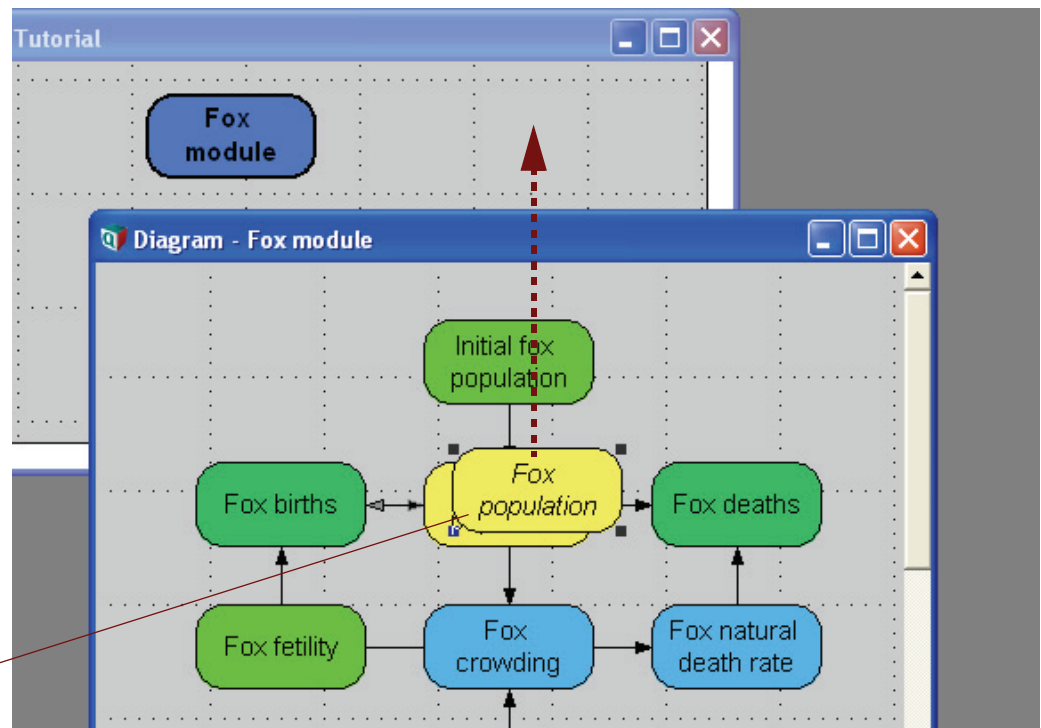 Tutorial
Fox
module
Diagram - Fox module
Initial fox
population
Fox births
Fox
population
Fox deaths
Fox fetility
Fox
crowding
Fox natural
death rate